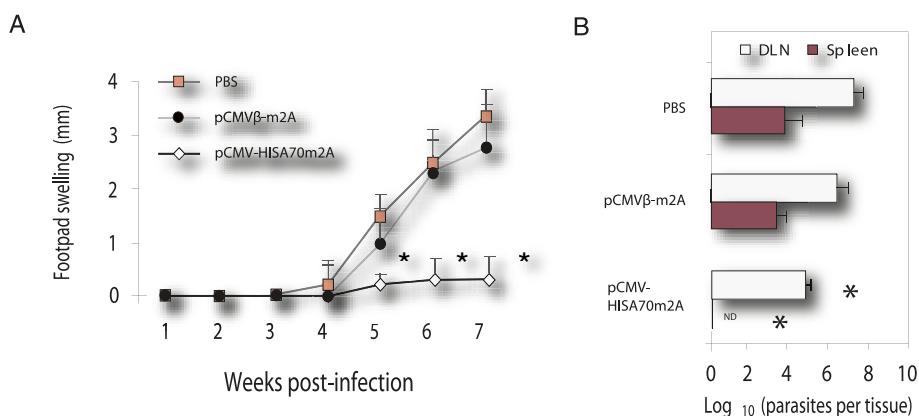 A
PBS
pCMVβ-m2A
pCMV-HISA70m2A
Footpad swelling (mm)
4
3
2
1
0
1 2 3 4 5 6 7
* * *
Weeks post-infection
B
DLN Spleen
PBS
pCMVβ-m2A
pCMV-
HISA70m2A
ND
*
*
0 2 4 6 8 10
Log 10 (parasites per tissue)